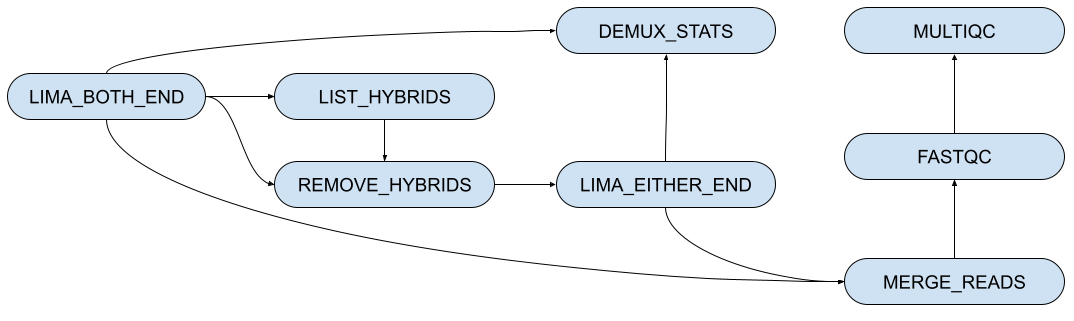 DEMUX_STATS
MULTIQC
LIMA_BOTH_END
LIST_HYBRIDS
FASTQC
REMOVE_HYBRIDS
LIMA_EITHER_END
MERGE_READS